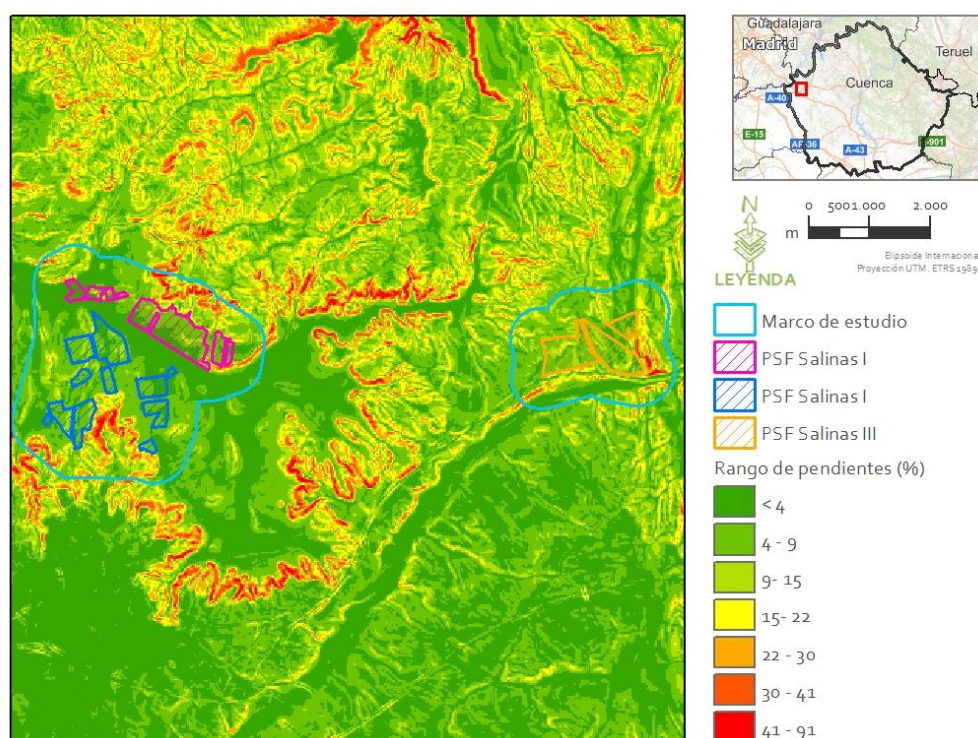 Guadalajara
Madrid
Teruel
Cuenca
A-40
E-15
AP-36
A-43
-901
N
0 500 1.000 2.000
m
Elipsoide Internaciona
Proyección UTM. ETRS 1989
LEYENDA
Marco de estudio
PSF Salinas I
PSF Salinas I
PSF Salinas III
Rango de pendientes (%)
< 4
4 - 9
9- 15
15- 22
22 - 30
30 - 41
41 - 91